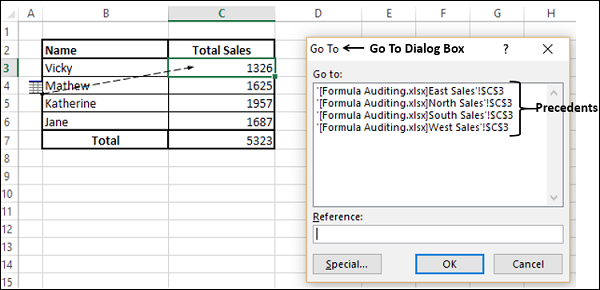 A B C D E F G H
1
2 Name Total Sales
3 Vicky 1326
4 Mathew 1625
5 Katherine 1957
6 Jane 1687
7 Total 5323
8
9
10
11
12
13
14
15
Go To Go To Dialog Box ? ×
Go to:
'[Formula Auditing.xlsx]East Sales'!$C$3
'[Formula Auditing.xlsx]North Sales'!$C$3
'[Formula Auditing.xlsx]South Sales'!$C$3
'[Formula Auditing.xlsx]West Sales'!$C$3
Precedents
Reference:
Special... OK Cancel